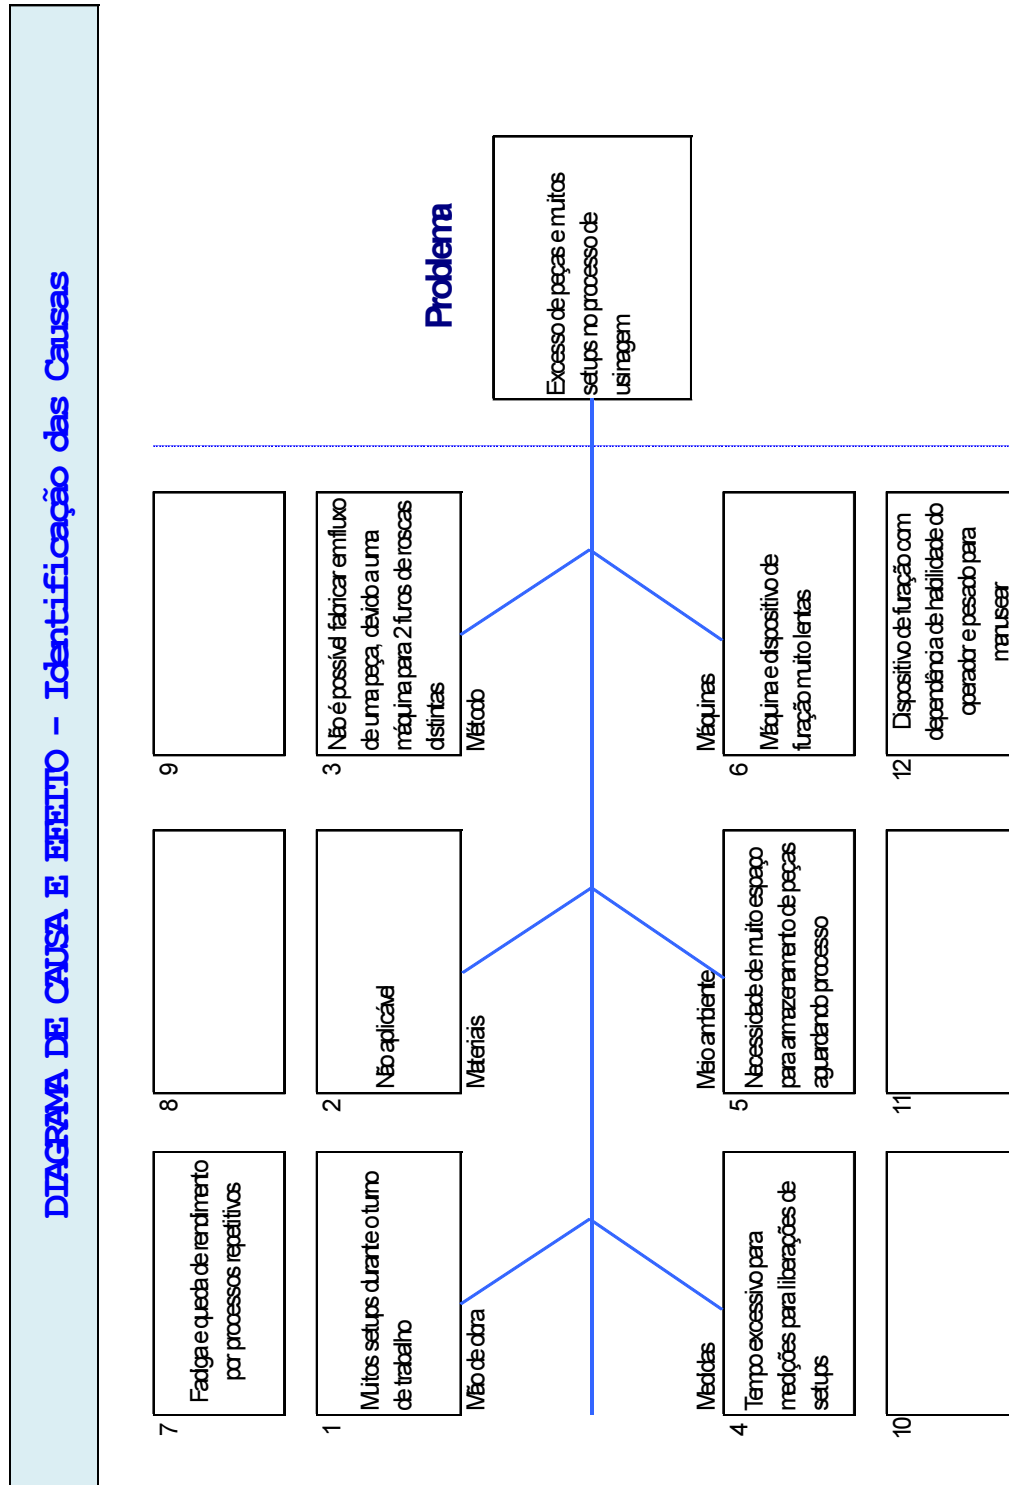 DIAGRAMA DE CAUSA E EFEITO - Identificação das Causas
7
Fadiga e queda de rendimento
por processos repetitivos
8
9
1
Muitos setups durante o turno
de trabalho
Mão de obra
2
Não aplicável
Materiais
3
Não é possível fabricar em fluxo
de uma peça, devido a uma
máquina para 2 furos de roscas
distintas
Método
Problema
Excesso de peças e muitos
setups no processo de
usinagem
Medidas
4
Tempo excessivo para
medições para liberações de
setups
Meio ambiente
5
Necessidade de muito espaço
para armazenamento de peças
aguardando processo
Máquinas
6
Máquina e dispositivo de
furação muito lentas
10
11
12
Dispositivo de furação com
dependência de habilidade do
operador e pesado para
manusear